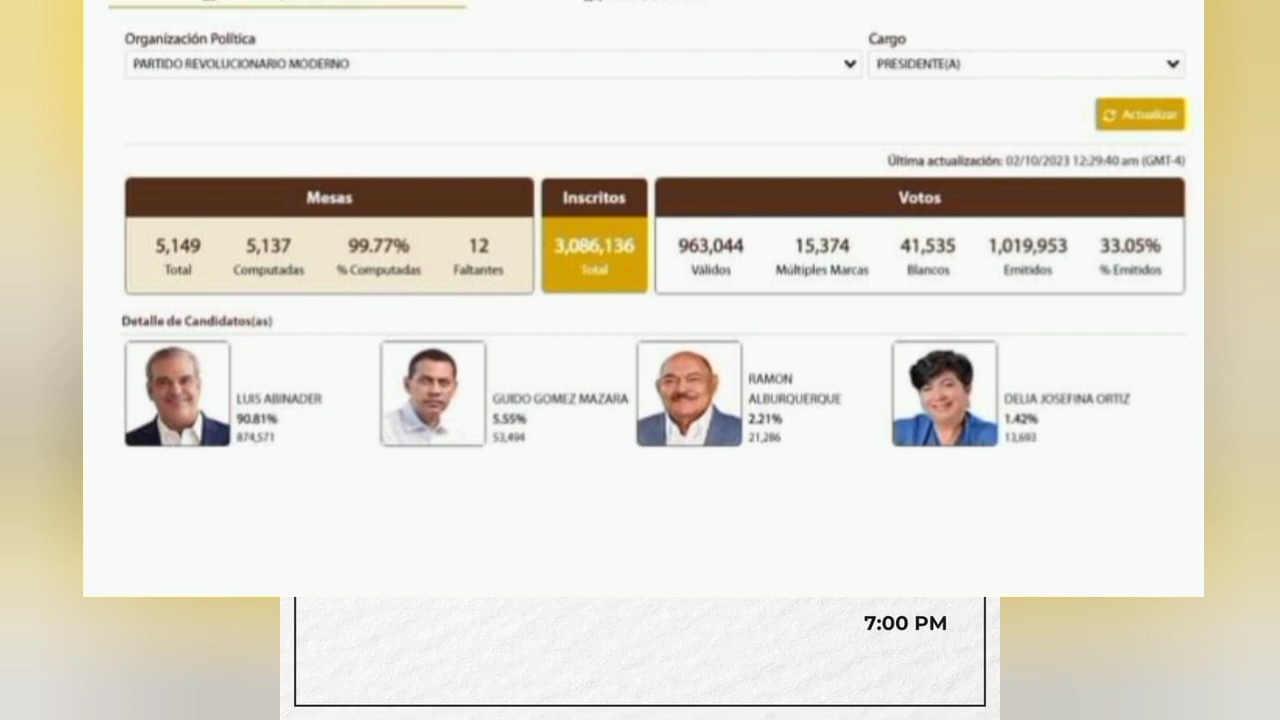 Organización Política
Cargo
PARTIDO REVOLUCIONARIO MODERNO
PRESIDENTE(A)
Actualizar
Última actualización: 02/10/2023 12:29:40 am (GMT-4)
Mesas
Inscritos
Votos
5,149 5,137 99.77% 12
Total Computadas % Computadas Faltantes
3,086,136
Total
963,044 15,374 41,535 1,019,953 33.05%
Válidos Múltiples Marcas Blancos Emitidos % Emitidos
Detalle de Candidatos(as)
LUIS ABINADER
90.81%
874,571
GUIDO GOMEZ MAZARA
5.55%
53,494
RAMON
ALBURQUERQUE
2.21%
21,286
DELIA JOSEFINA ORTIZ
1.42%
13,693
7:00 PM